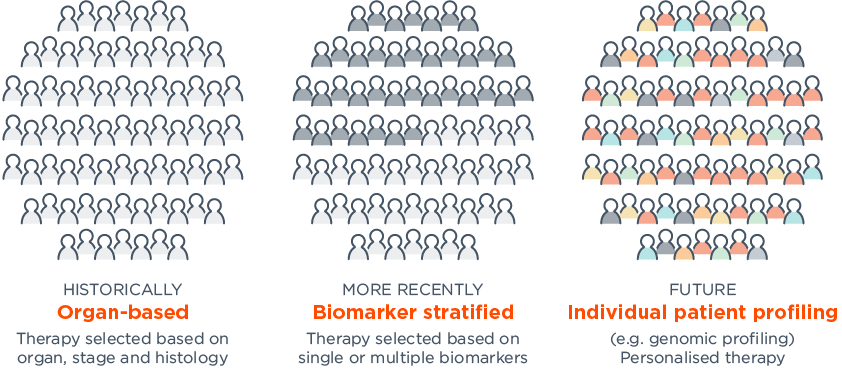 HISTORICALLY
Organ-based
Therapy selected based on
organ, stage and histology
MORE RECENTLY
Biomarker stratified
Therapy selected based on
single or multiple biomarkers
FUTURE
Individual patient profiling
(e.g. genomic profiling)
Personalised therapy